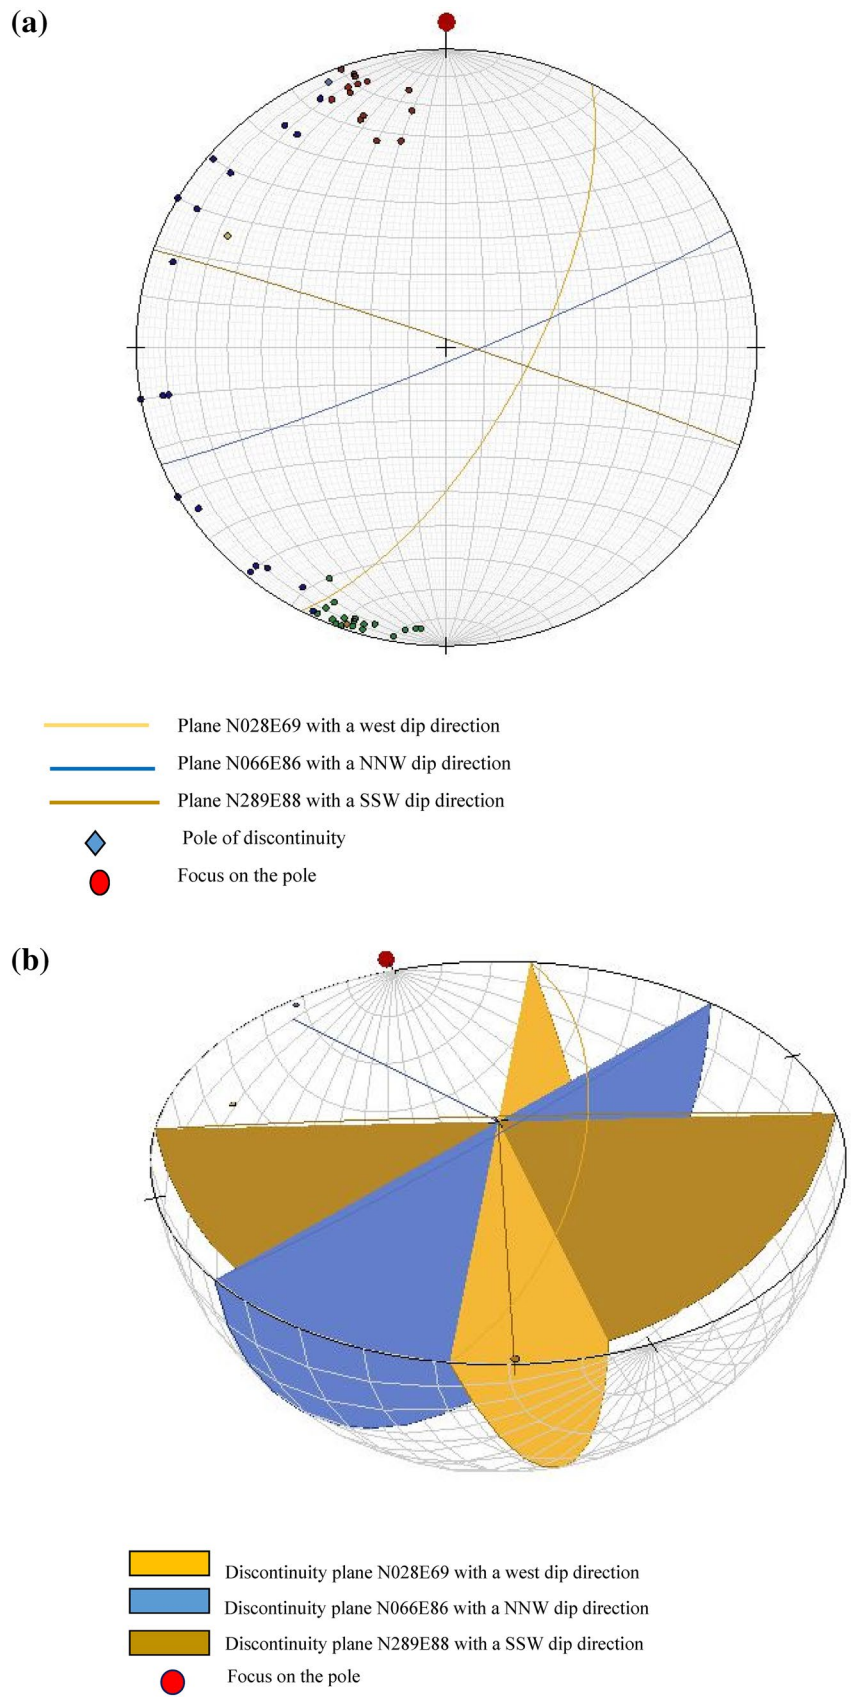 (a)
Plane N028E69 with a west dip direction
Plane N066E86 with a NNW dip direction
Plane N289E88 with a SSW dip direction
Pole of discontinuity
Focus on the pole
(b)
Discontinuity plane N028E69 with a west dip direction
Discontinuity plane N066E86 with a NNW dip direction
Discontinuity plane N289E88 with a SSW dip direction
Focus on the pole